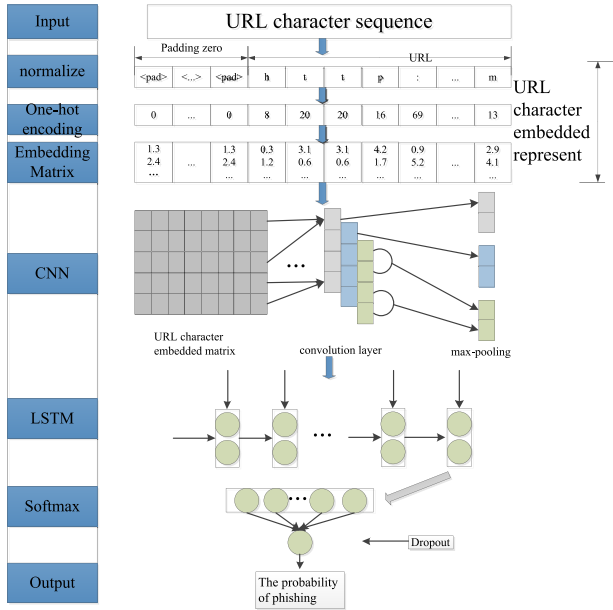 Input
URL character sequence
Padding zero
URL
normalize
<pad> <...> <pad> h t t p : ... m
One-hot
encoding
0 ... 0 8 20 20 16 69 ... 13
Embedding
Matrix
1.3 ... 1.3 0.3 3.1 3.1 4.2 0.9 ... 2.9
2.4 2.4 1.2 0.6 0.6 1.7 5.2 4.1
... ... ... ... ... ... ... ...
URL
character
embedded
represent
CNN
...
URL character
embedded matrix
convolution layer
max-pooling
LSTM
...
Softmax
...
Dropout
Output
The probability
of phishing